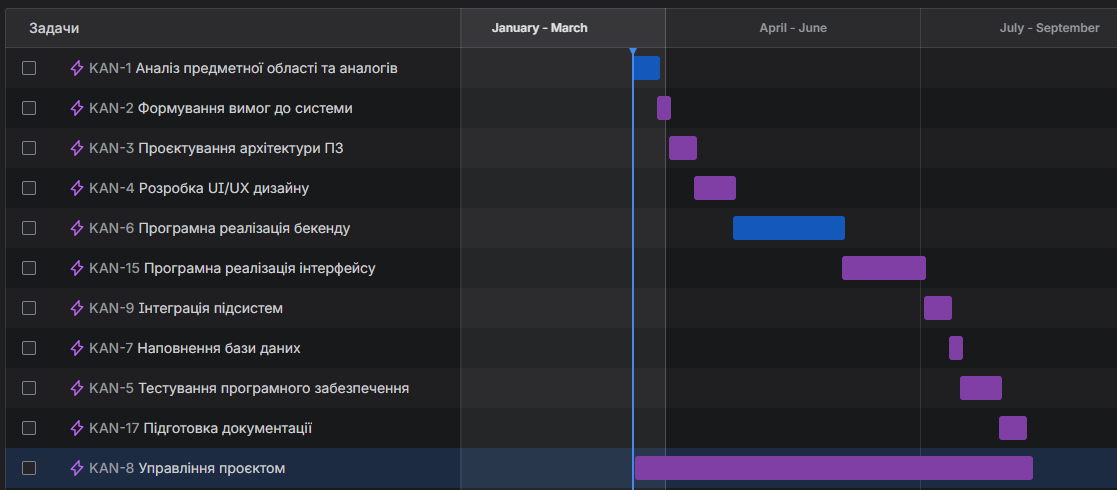 Задачи January - March April - June July - September
KAN-1 Аналіз предметної області та аналогів
KAN-2 Формування вимог до системи
KAN-3 Проєктування архітектури ПЗ
KAN-4 Розробка UI/UX дизайну
KAN-6 Програмна реалізація бекенду
KAN-15 Програмна реалізація інтерфейсу
KAN-9 Інтеграція підсистем
KAN-7 Наповнення бази даних
KAN-5 Тестування програмного забезпечення
KAN-17 Підготовка документації
KAN-8 Управління проєктом